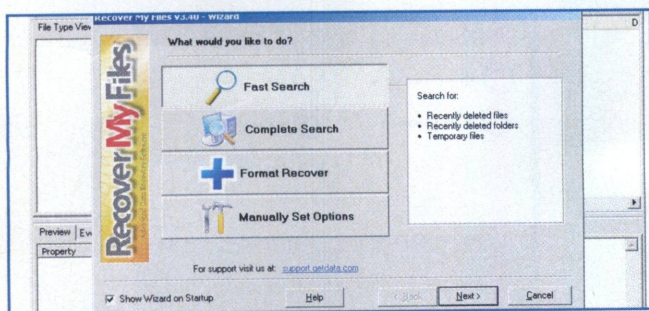 Recover My Files V3.40 - Wizard
File Type View
D
What would you like to do?
Recover My Files
Fast Search
Complete Search
Format Recover
Manually Set Options
Search for:
• Recently deleted files
• Recently deleted folders
• Temporary files
Preview
Property
For support visit us at: support.getdata.com
Show Wizard on Startup
Help
< Back
Next >
Cancel